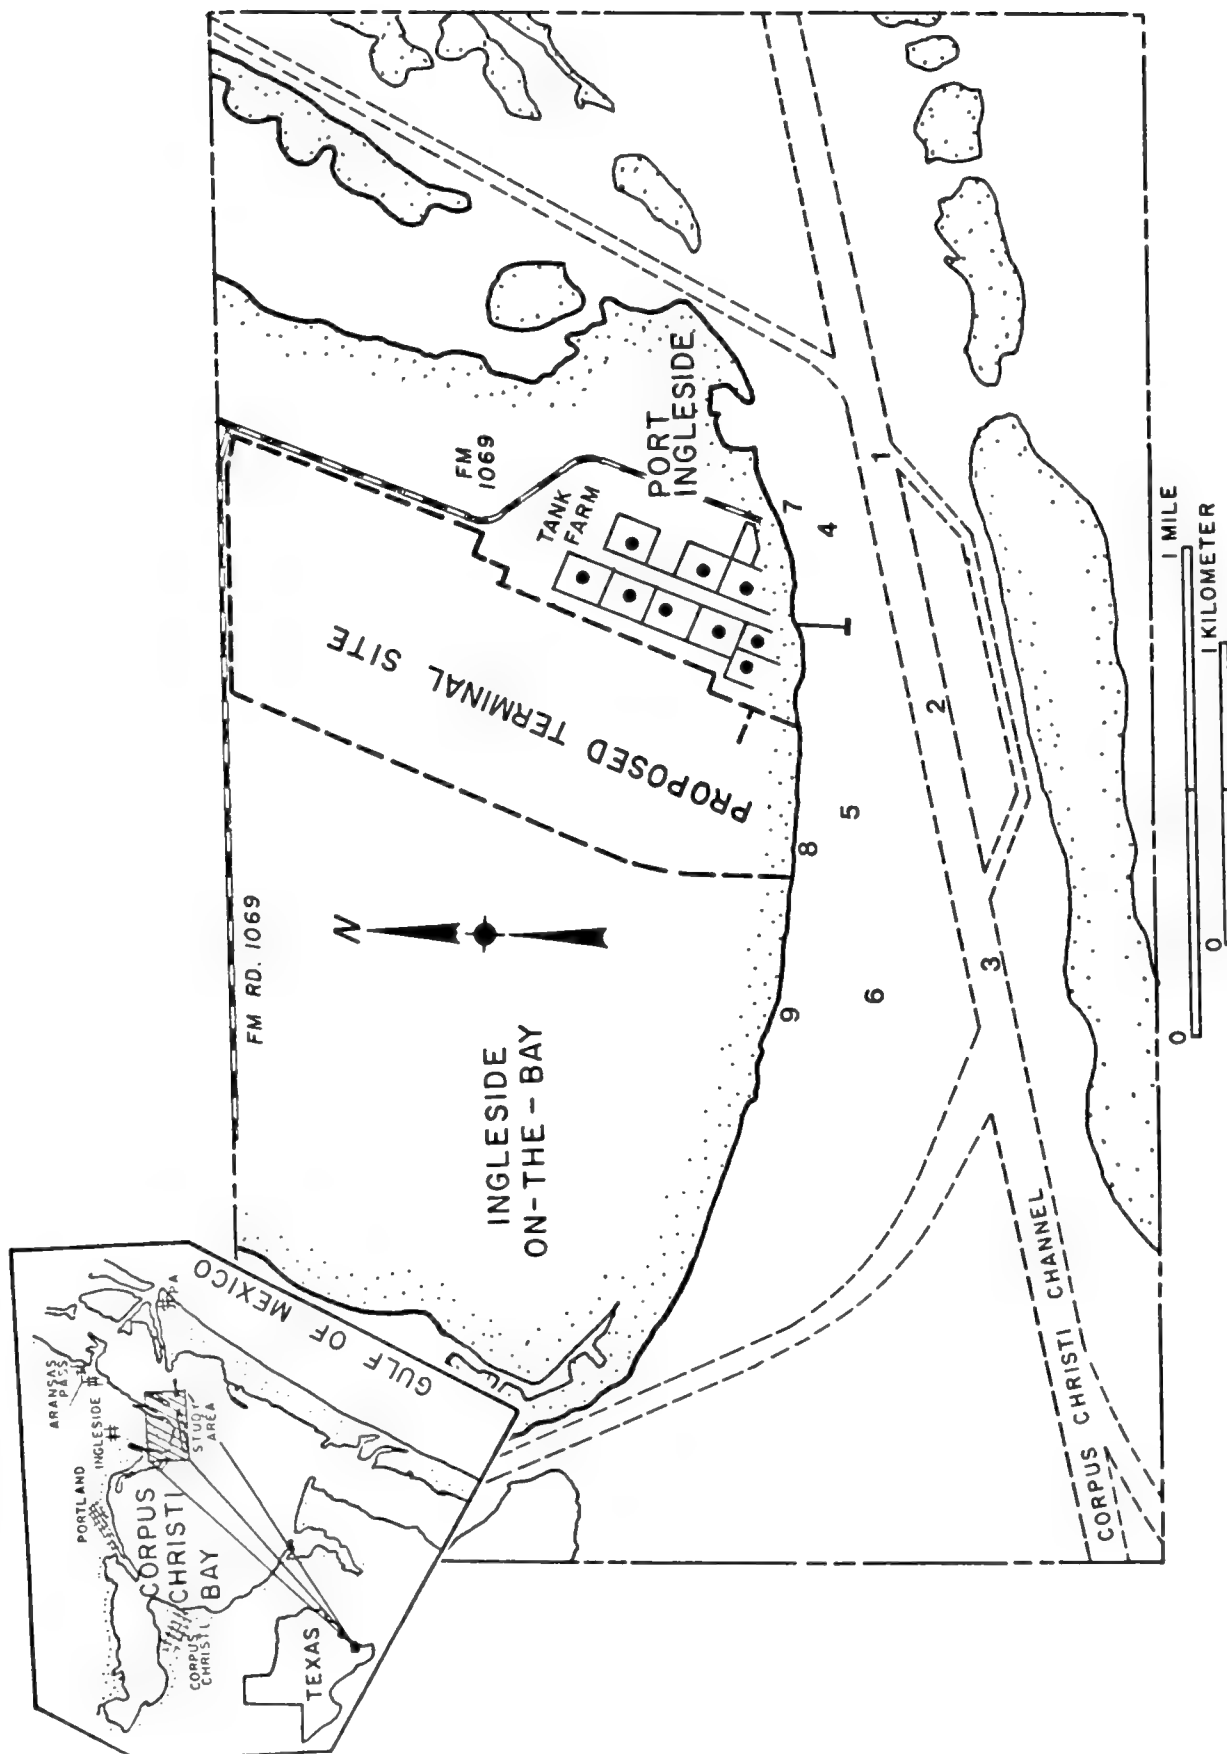 ARANSAS
PASS
INGLESIDE
PORTLAND
PA
STUDY
AREA
CORPUS
CHRISTI
BAY
CORPUS
CHRISTI
TEXAS
GULF OF MEXICO
FM RD. 1069
FM
1069
N
INGLESIDE
ON-THE-BAY
PROPOSED TERMINAL SITE
TANK
FARM
PORT
INGLESIDE
7
4
8
5
9
6
1
2
3
CORPUS CHRISTI CHANNEL
0
1 MILE
0
1 KILOMETER